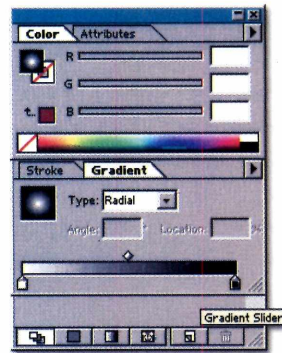 Color Attributes
R
G
B
Stroke Gradient
Type: Radial
Angle: ° Location: %
Gradient Slider